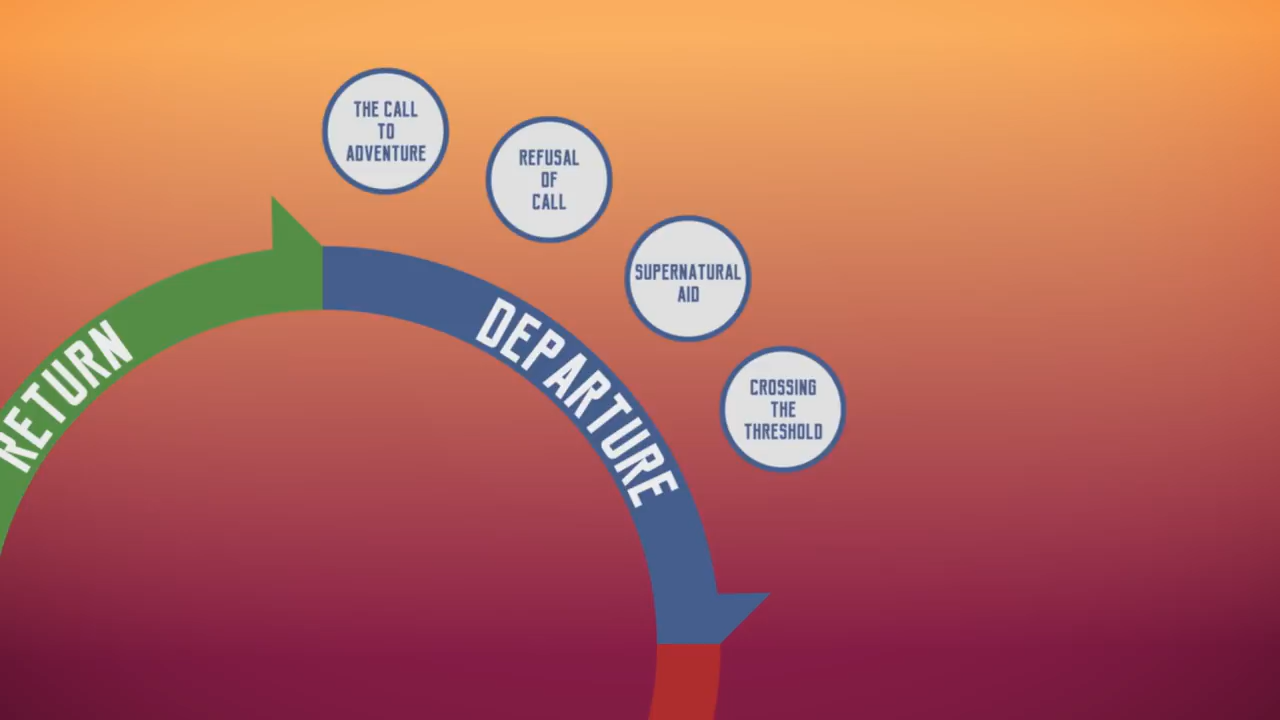 THE CALL
TO
ADVENTURE
REFUSAL
OF
CALL
SUPERNATURAL
AID
CROSSING
THE
THRESHOLD
DEPARTURE
RETURN